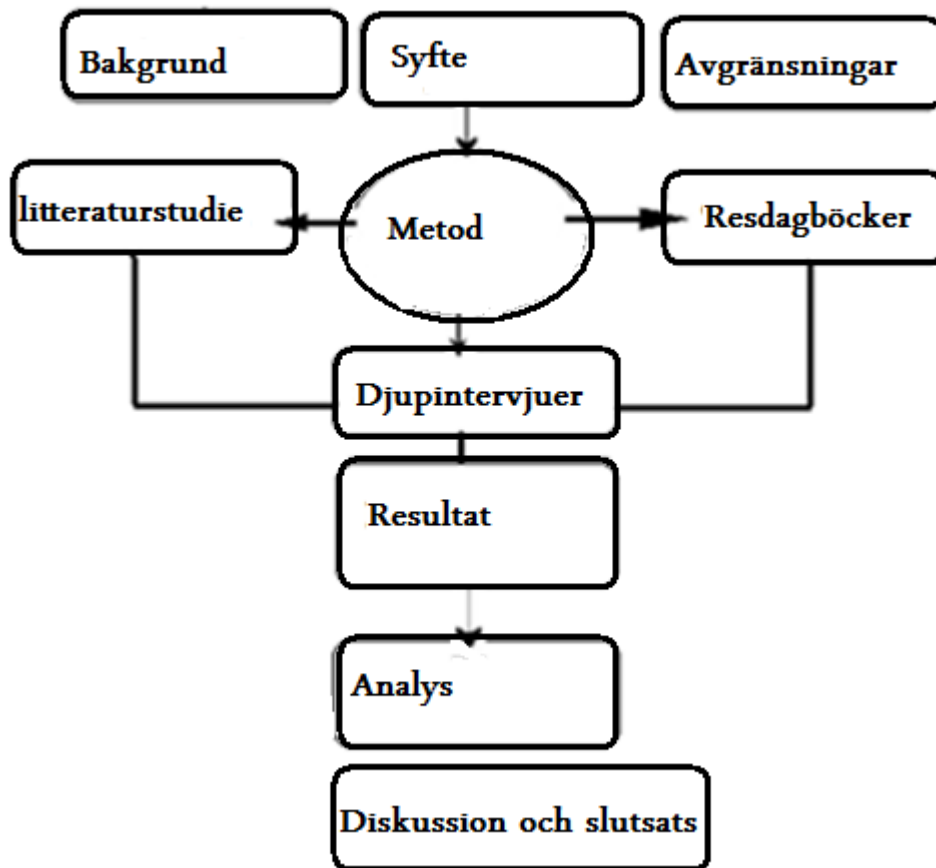 Bakgrund
Syfte
Avgränsningar
litteraturstudie
Metod
Resdagböcker
Djupintervjuer
Resultat
Analys
Diskussion och slutsats